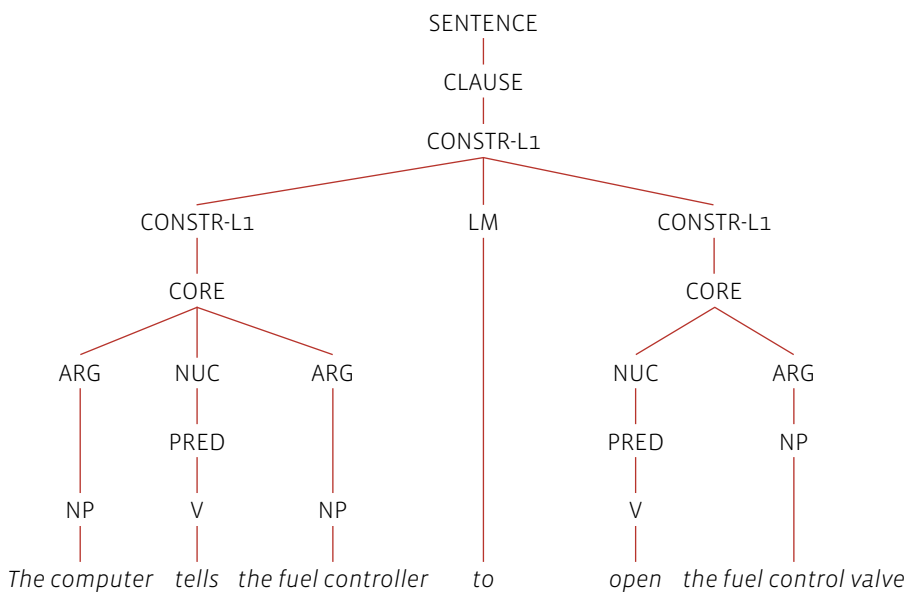 SENTENCE
CLAUSE
CONSTR-L1
CONSTR-L1 LM CONSTR-L1
CORE CORE
ARG NUC ARG NUC ARG
PRED PRED NP
NP V NP V
The computer tells the fuel controller to open the fuel control valve